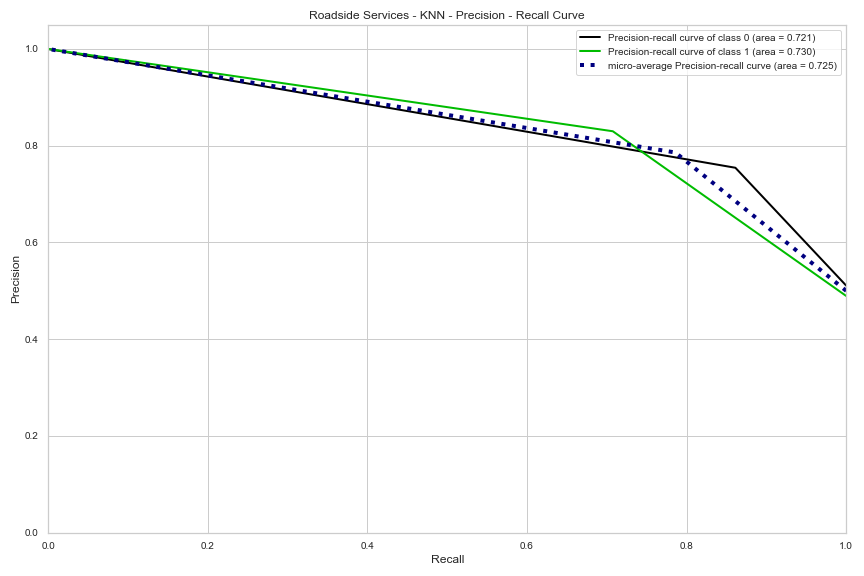 Roadside Services - KNN - Precision - Recall Curve
Precision-recall curve of class 0 (area = 0.721)
Precision-recall curve of class 1 (area = 0.730)
micro-average Precision-recall curve (area = 0.725)
1.0
0.8
0.6
0.4
0.2
0.0
Precision
0.0 0.2 0.4 0.6 0.8 1.0
Recall